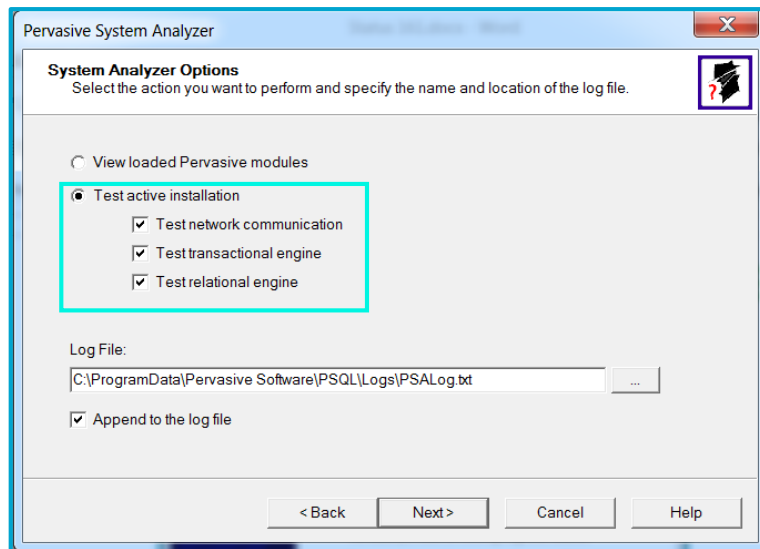 Pervasive System Analyzer
System Analyzer Options
Select the action you want to perform and specify the name and location of the log file.
?
View loaded Pervasive modules
Test active installation
Test network communication
Test transactional engine
Test relational engine
Log File:
C:\ProgramData\Pervasive Software\PSQL\Logs\PSALog.txt
...
Append to the log file
< Back
Next >
Cancel
Help